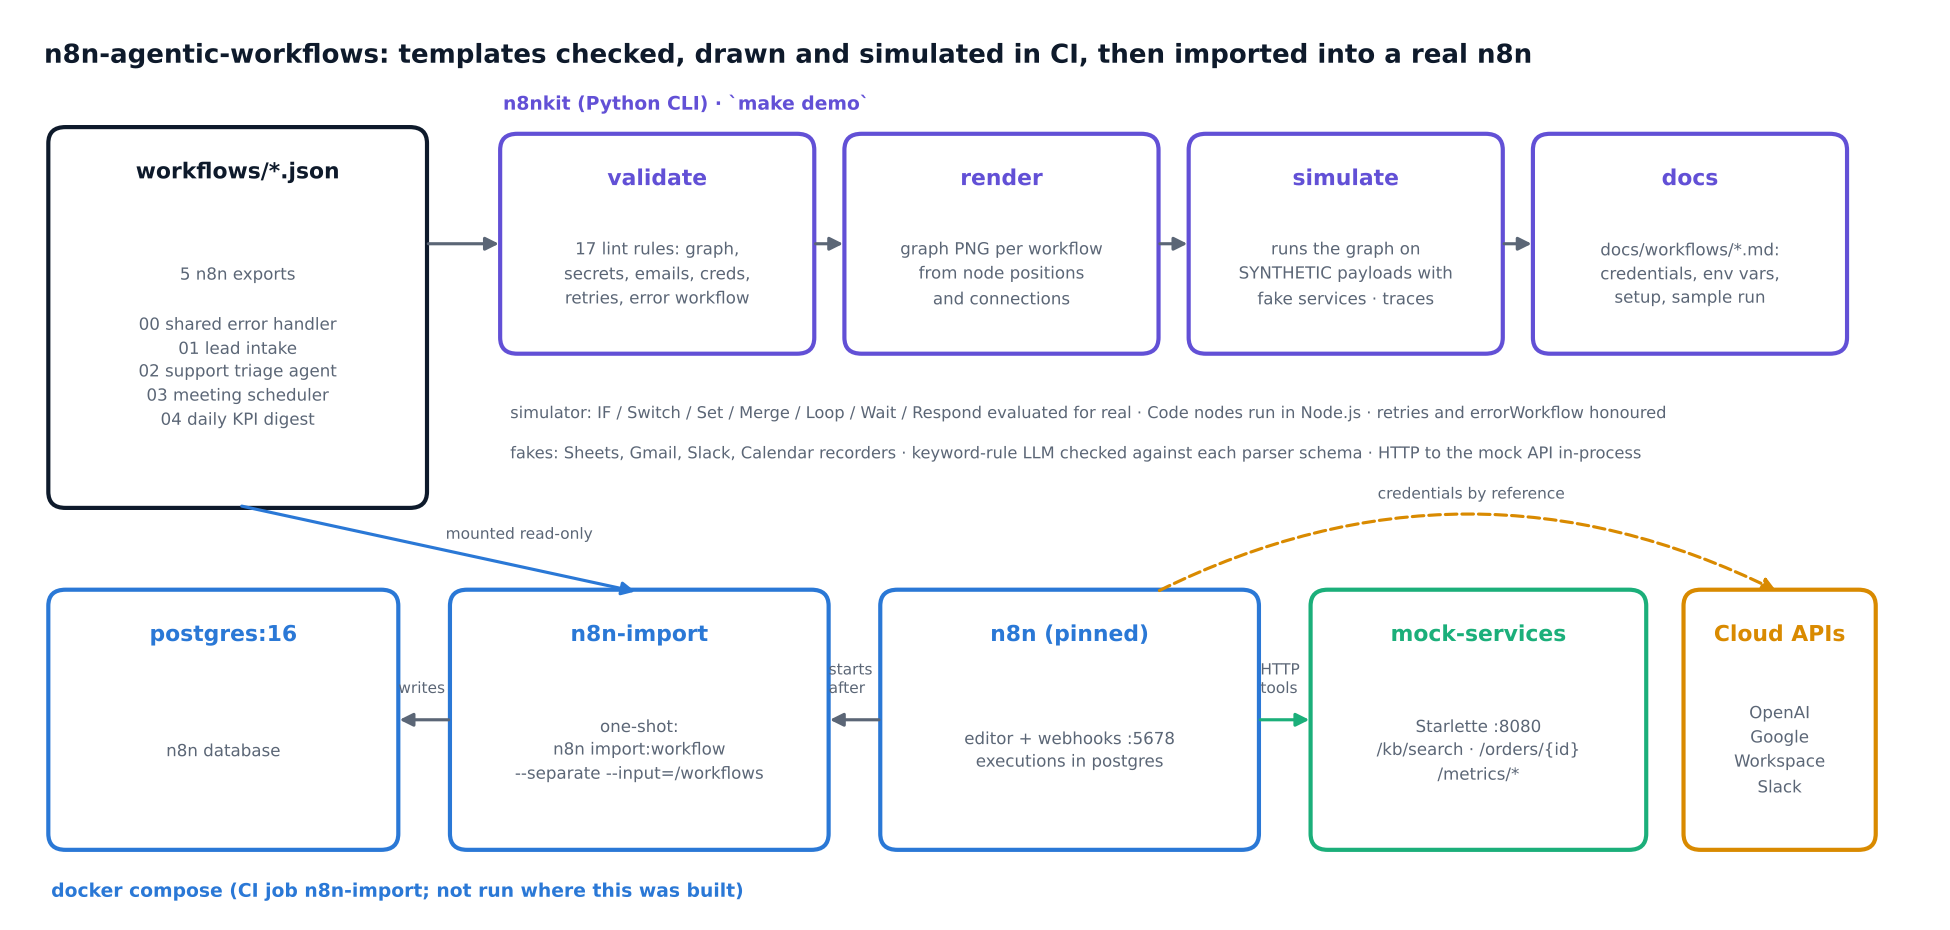 n8n-agentic-workflows: templates checked, drawn and simulated in CI, then imported into a real n8n
n8nkit (Python CLI) · `make demo`
workflows/*.json
5 n8n exports
00 shared error handler
01 lead intake
02 support triage agent
03 meeting scheduler
04 daily KPI digest
validate
17 lint rules: graph,
secrets, emails, creds,
retries, error workflow
render
graph PNG per workflow
from node positions
and connections
simulate
runs the graph on
SYNTHETIC payloads with
fake services · traces
docs
docs/workflows/*.md:
credentials, env vars,
setup, sample run
simulator: IF / Switch / Set / Merge / Loop / Wait / Respond evaluated for real · Code nodes run in Node.js · retries and errorWorkflow honoured
fakes: Sheets, Gmail, Slack, Calendar recorders · keyword-rule LLM checked against each parser schema · HTTP to the mock API in-process
credentials by reference
mounted read-only
postgres:16
n8n database
writes
n8n-import
one-shot:
n8n import:workflow
--separate --input=/workflows
starts
after
n8n (pinned)
editor + webhooks :5678
executions in postgres
HTTP
tools
mock-services
Starlette :8080
/kb/search · /orders/{id}
/metrics/*
Cloud APIs
OpenAI
Google
Workspace
Slack
docker compose (CI job n8n-import; not run where this was built)